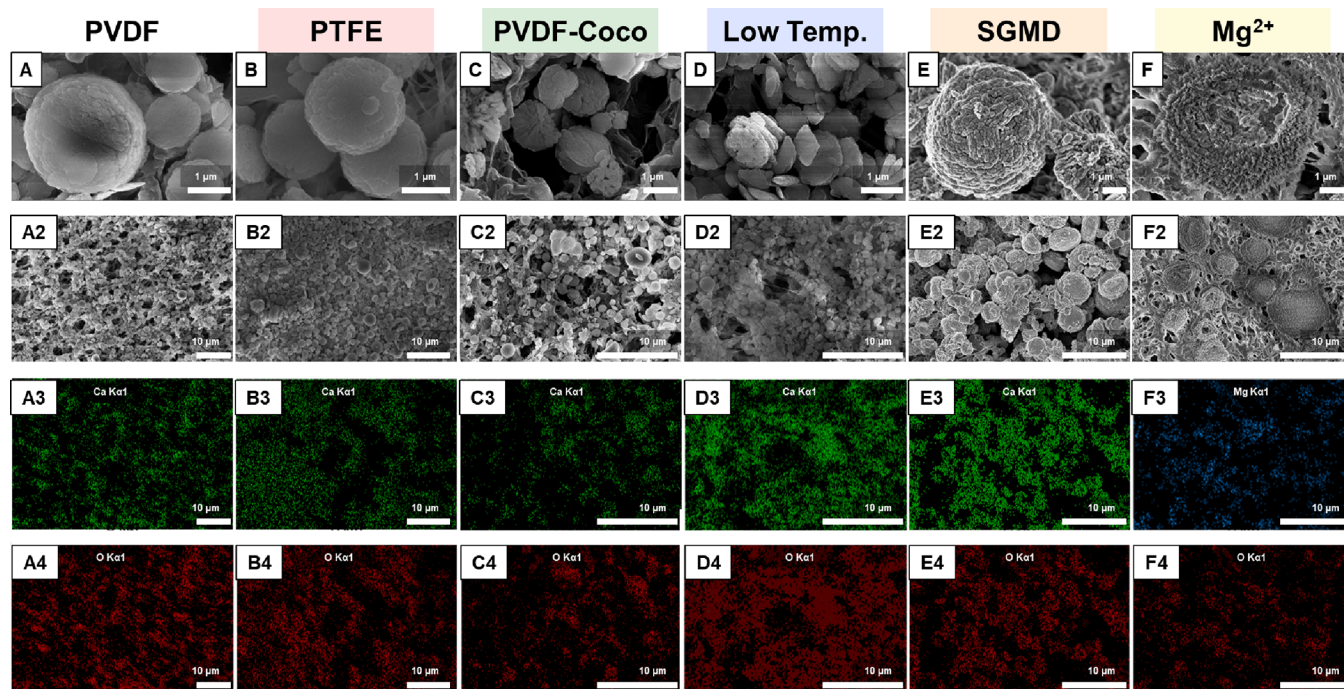 PVDF PTFE PVDF-Coco Low Temp. SGMD Mg²⁺
A B C D E F
1 µm 1 µm 1 µm 1 µm 1 µm 1 µm
A2 B2 C2 D2 E2 F2
10 µm 10 µm 10 µm 10 µm 10 µm 10 µm
A3 Ca Kα1 B3 Ca Kα1 C3 Ca Kα1 D3 Ca Kα1 E3 Ca Kα1 F3 Mg Kα1
10 µm 10 µm 10 µm 10 µm 10 µm 10 µm
A4 O Kα1 B4 O Kα1 C4 O Kα1 D4 O Kα1 E4 O Kα1 F4 O Kα1
10 µm 10 µm 10 µm 10 µm 10 µm 10 µm